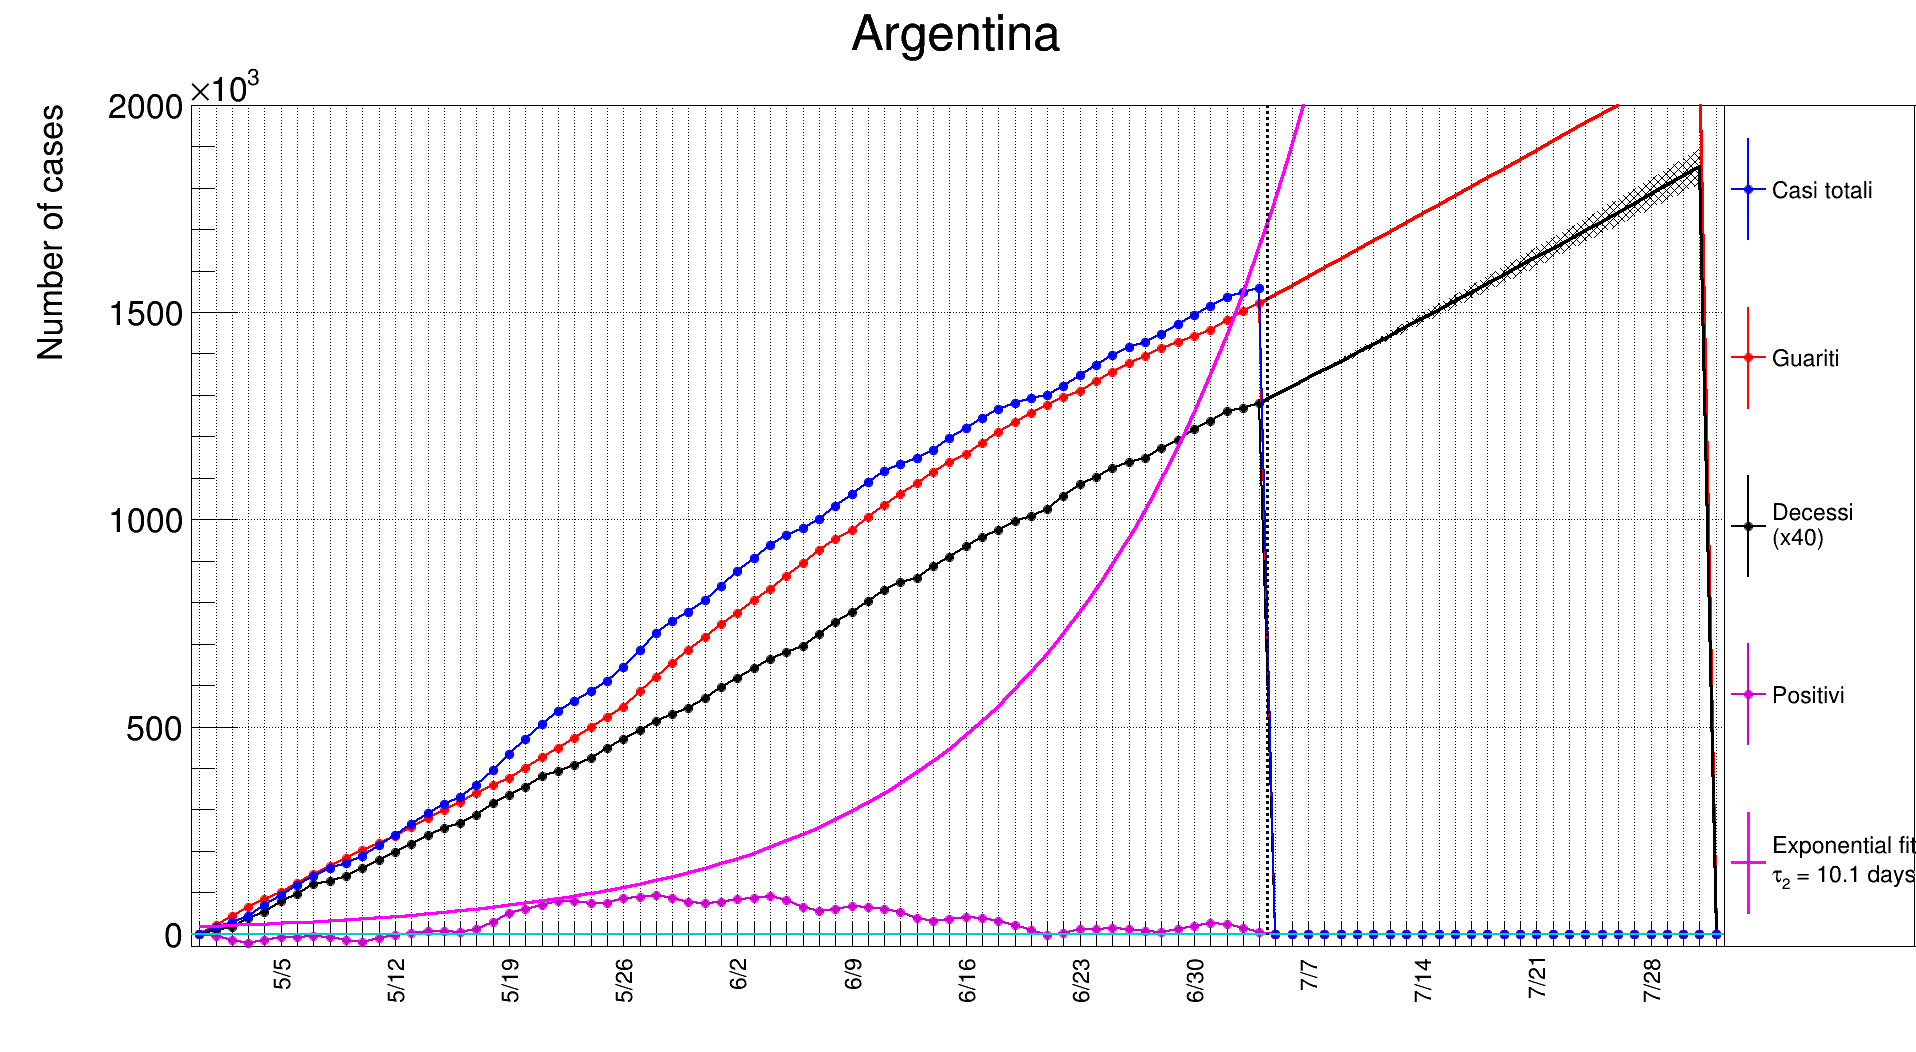 Argentina
×10³
Number of cases
2000
1500
1000
500
0
5/5
5/12
5/19
5/26
6/2
6/9
6/16
6/23
6/30
7/7
7/14
7/21
7/28
Casi totali
Guariti
Decessi
(x40)
Positivi
Exponential fit
τ₂ = 10.1 days